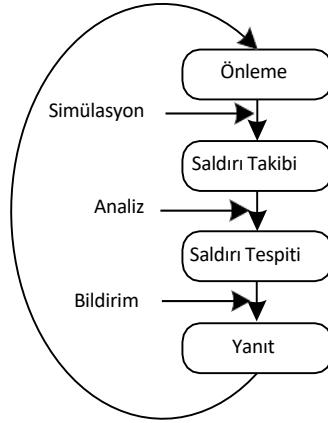 Önleme
Simülasyon
Saldırı Takibi
Analiz
Saldırı Tespiti
Bildirim
Yanıt